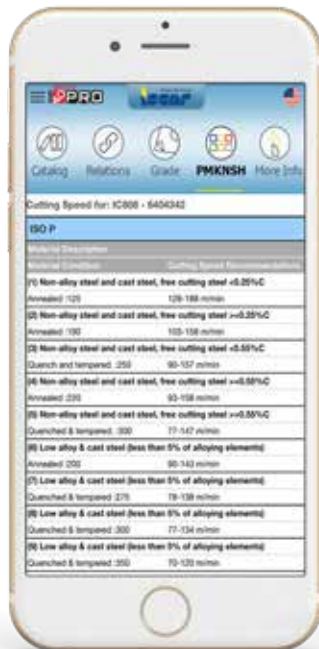 IQPRO
ISCAR
Catalog Relations Grade PMKNSH More Info
Cutting Speed for: IC808 - 6404342
ISO P
Material Description
Material Condition Cutting Speed Recommendations
(1) Non-alloy steel and cast steel, free cutting steel <0.25%C
Annealed :125 128-188 m/min
(2) Non-alloy steel and cast steel, free cutting steel >=0.25%C
Annealed :190 103-158 m/min
(3) Non-alloy steel and cast steel, free cutting steel <0.55%C
Quench and tempered :250 90-157 m/min
(4) Non-alloy steel and cast steel, free cutting steel >=0.55%C
Annealed :220 93-158 m/min
(5) Non-alloy steel and cast steel, free cutting steel >=0.55%C
Quenched & tempered :300 77-147 m/min
(6) Low alloy & cast steel (less than 5% of alloying elements)
Annealed :200 90-143 m/min
(7) Low alloy & cast steel (less than 5% of alloying elements)
Quenched & tempered :275 78-138 m/min
(8) Low alloy & cast steel (less than 5% of alloying elements)
Quenched & tempered :300 77-134 m/min
(9) Low alloy & cast steel (less than 5% of alloying elements)
Quenched & tempered :350 70-120 m/min